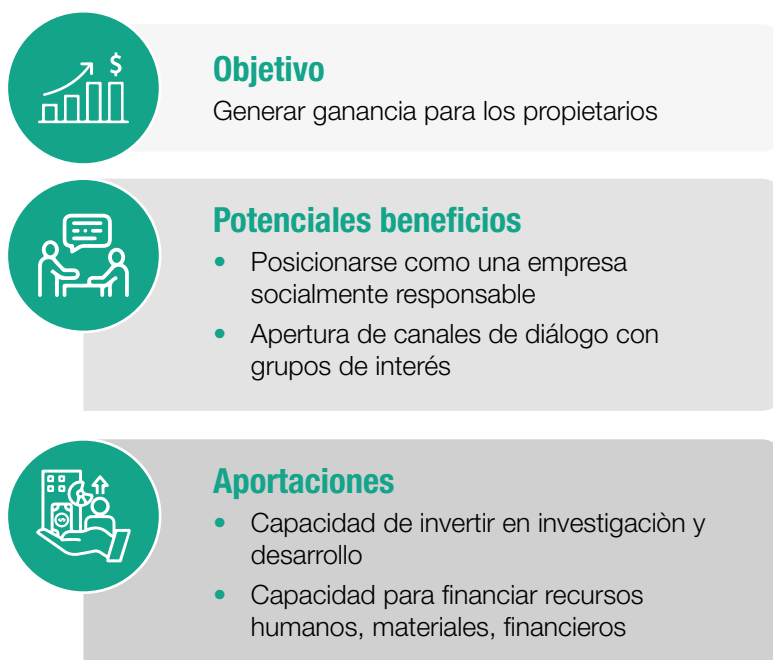 $
Objetivo
Generar ganancia para los propietarios
Potenciales beneficios
• Posicionarse como una empresa
socialmente responsable
• Apertura de canales de diálogo con
grupos de interés
Aportaciones
• Capacidad de invertir en investigaciòn y
desarrollo
• Capacidad para financiar recursos
humanos, materiales, financieros